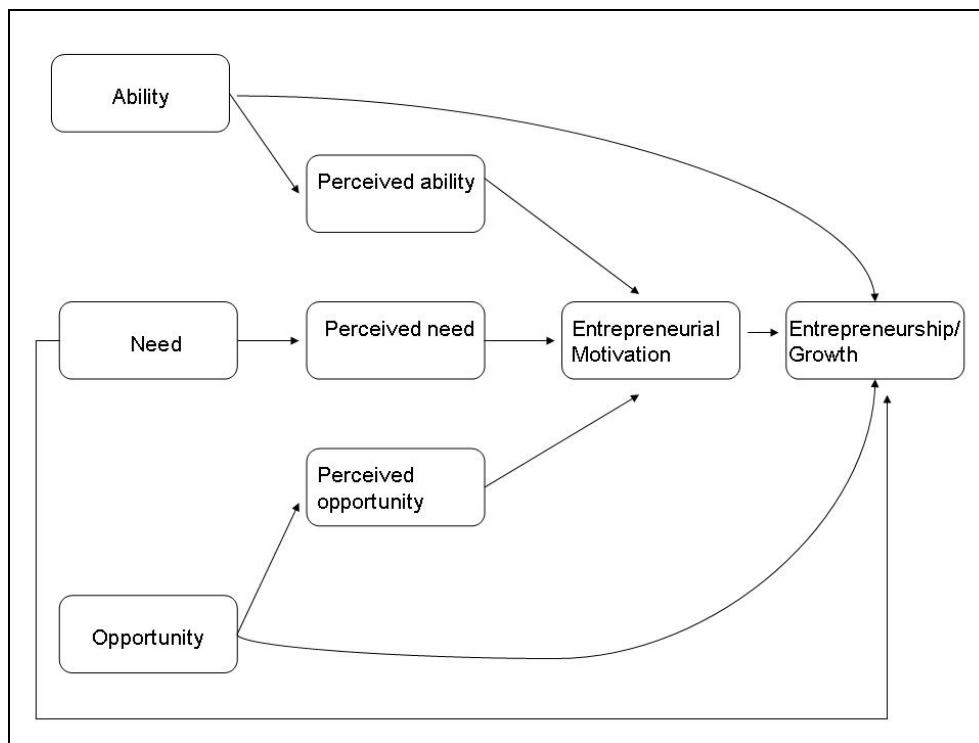 Ability
Perceived ability
Need
Perceived need
Entrepreneurial
Motivation
Entrepreneurship/
Growth
Perceived
opportunity
Opportunity